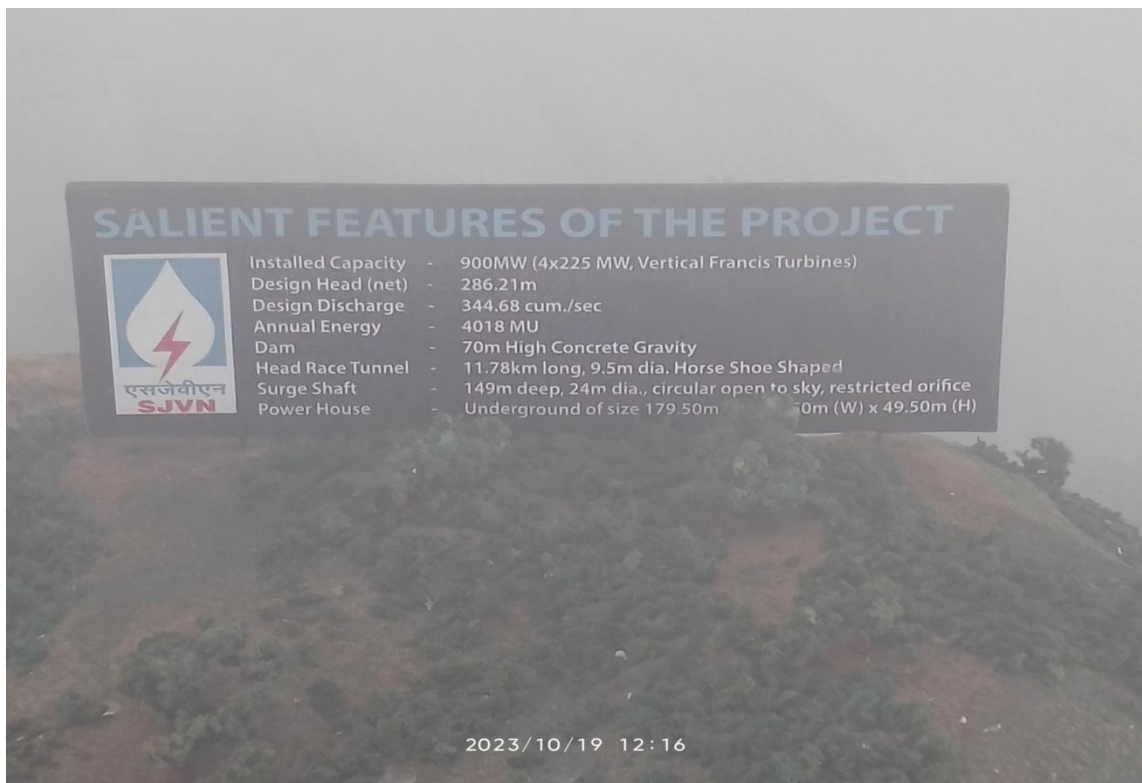 SALIENT FEATURES OF THE PROJECT
Installed Capacity - 900MW (4x225 MW, Vertical Francis Turbines)
Design Head (net) - 286.21m
Design Discharge - 344.68 cum./sec
Annual Energy - 4018 MU
Dam - 70m High Concrete Gravity
Head Race Tunnel - 11.78km long, 9.5m dia. Horse Shoe Shaped
Surge Shaft - 149m deep, 24m dia., circular open to sky, restricted orifice
Power House - Underground of size 179.50m (W) x 49.50m (H)
एसजेवीएन
SJVN
2023/10/19 12:16